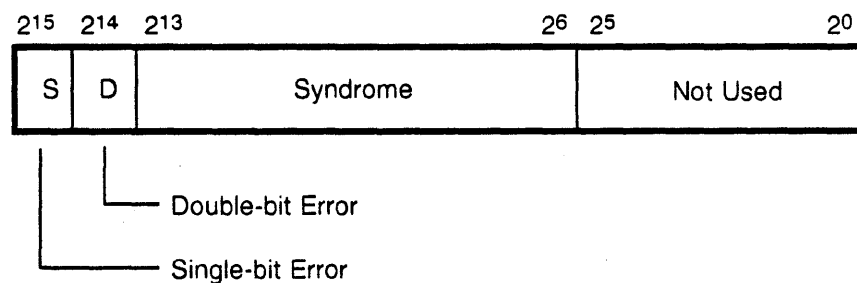 2¹⁵ 2¹⁴ 2¹³ 2⁶ 2⁵ 2⁰
S D Syndrome Not Used
Double-bit Error
Single-bit Error